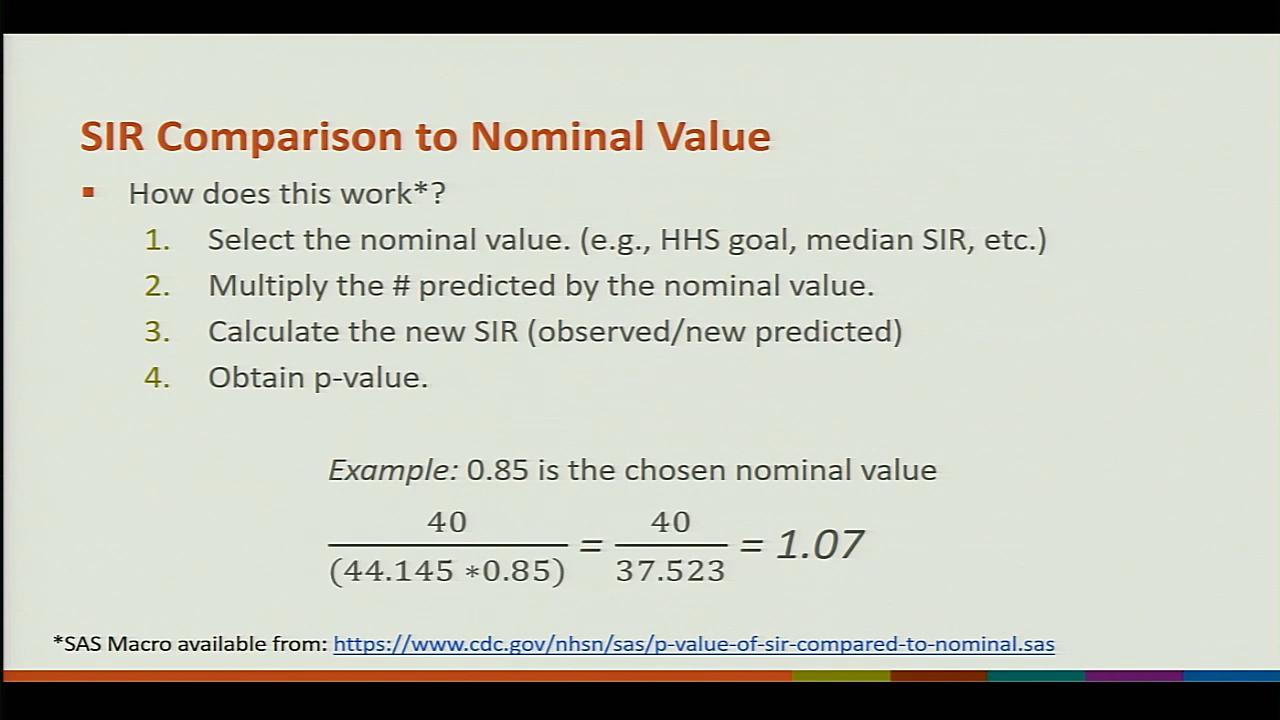 SIR Comparison to Nominal Value
▪ How does this work*?
1. Select the nominal value. (e.g., HHS goal, median SIR, etc.)
2. Multiply the # predicted by the nominal value.
3. Calculate the new SIR (observed/new predicted)
4. Obtain p-value.
Example: 0.85 is the chosen nominal value
40 / (44.145 *0.85) = 40 / 37.523 = 1.07
*SAS Macro available from: https://www.cdc.gov/nhsn/sas/p-value-of-sir-compared-to-nominal.sas